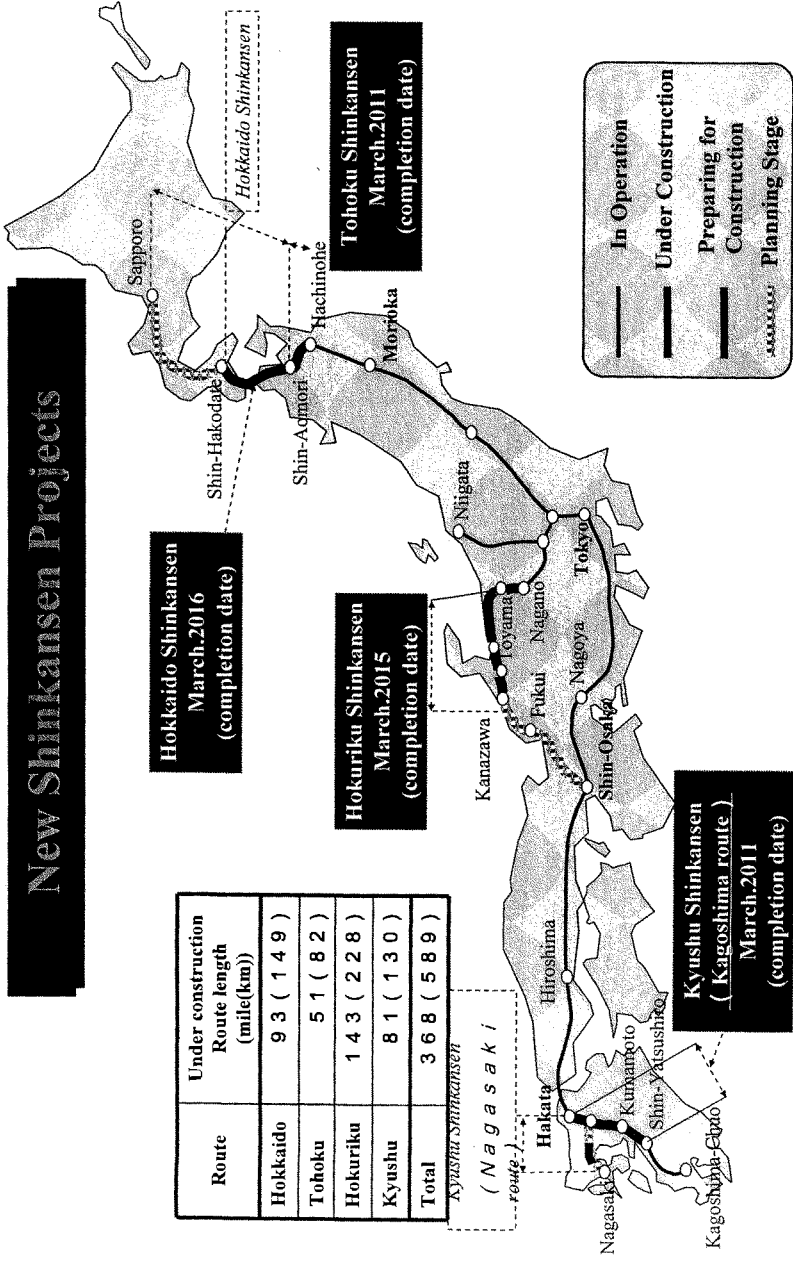 New Shinkansen Projects
Route
Under construction
Route length
(mile(km))
Hokkaido 93(149)
Tohoku 51(82)
Hokuriku 143(228)
Kyushu 81(130)
Total 368(589)
Hokkaido Shinkansen
March.2016
(completion date)
Hokuriku Shinkansen
March.2015
(completion date)
Tohoku Shinkansen
March.2011
(completion date)
Kyushu Shinkansen
( Kagoshima route )
March.2011
(completion date)
Hokkaido Shinkansen
Kyushu Shinkansen
(Nagasaki
route )
Sapporo
Shin-Hakodate
Shin-Aomori
Hachinohe
Morioka
Niigata
Toyama
Nagano
Kanazawa
Fukui
Tokyo
Nagoya
Shin-Osaka
Hiroshima
Hakata
Kumamoto
Shin-Yatsushiro
Nagasaki
Kagoshima-Chuo
In Operation
Under Construction
Preparing for
Construction
Planning Stage